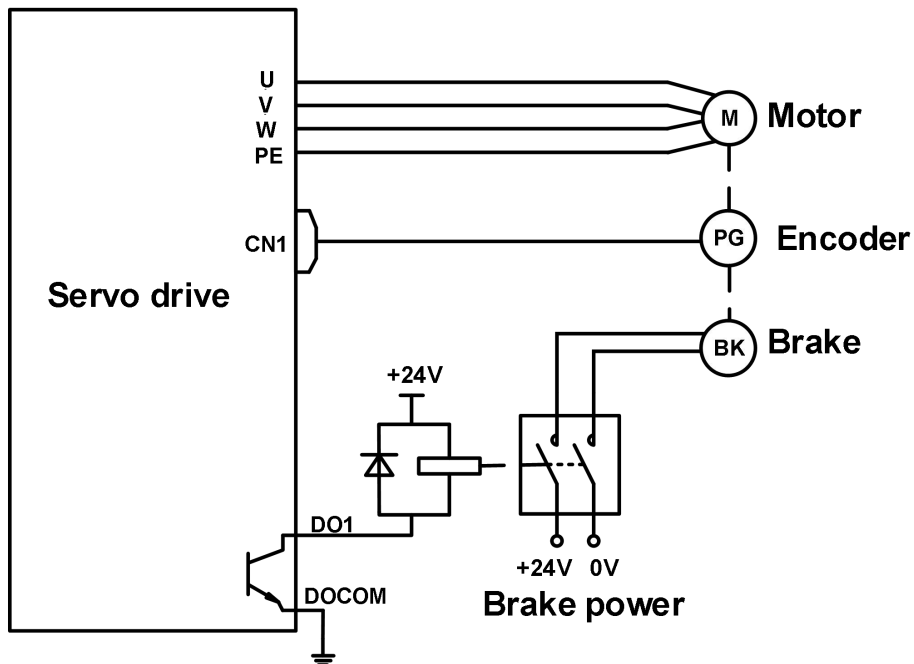 U
V
W
PE
M
Motor
CN1
PG
Encoder
Servo drive
BK
Brake
+24V
DO1
DOCOM
+24V 0V
Brake power